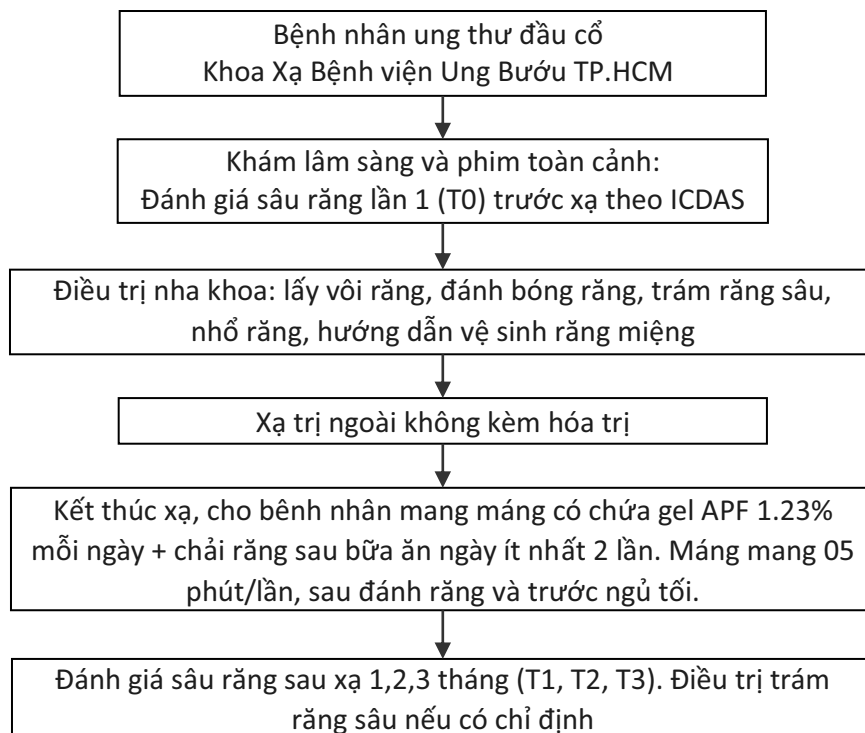 Bệnh nhân ung thư đầu cổ
Khoa Xạ Bệnh viện Ung Bướu TP.HCM
Khám lâm sàng và phim toàn cảnh:
Đánh giá sâu răng lần 1 (T0) trước xạ theo ICDAS
Điều trị nha khoa: lấy vôi răng, đánh bóng răng, trám răng sâu,
nhổ răng, hướng dẫn vệ sinh răng miệng
Xạ trị ngoài không kèm hóa trị
Kết thúc xạ, cho bênh nhân mang máng có chứa gel APF 1.23%
mỗi ngày + chải răng sau bữa ăn ngày ít nhất 2 lần. Máng mang 05
phút/lần, sau đánh răng và trước ngủ tối.
Đánh giá sâu răng sau xạ 1,2,3 tháng (T1, T2, T3). Điều trị trám
răng sâu nếu có chỉ định